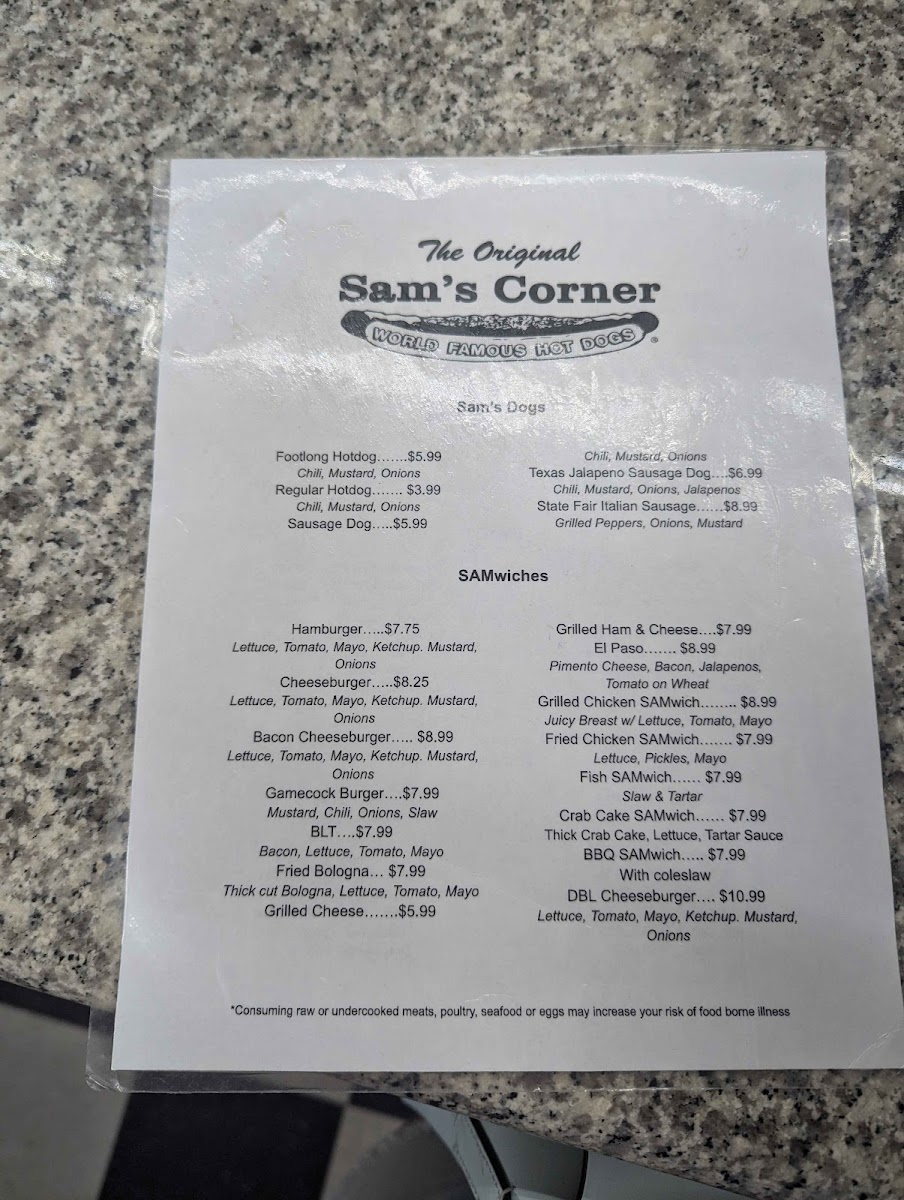 The Original
Sam's Corner
WORLD FAMOUS HOT DOGS
®
Sam's Dogs
Footlong Hotdog.......$5.99
Chili, Mustard, Onions
Regular Hotdog....... $3.99
Chili, Mustard, Onions
Sausage Dog.....$5.99
Chili, Mustard, Onions
Texas Jalapeno Sausage Dog....$6.99
Chili, Mustard, Onions, Jalapenos
State Fair Italian Sausage......$8.99
Grilled Peppers, Onions, Mustard
SAMwiches
Hamburger.....$7.75
Lettuce, Tomato, Mayo, Ketchup. Mustard,
Onions
Cheeseburger.....$8.25
Lettuce, Tomato, Mayo, Ketchup. Mustard,
Onions
Bacon Cheeseburger..... $8.99
Lettuce, Tomato, Mayo, Ketchup. Mustard,
Onions
Gamecock Burger....$7.99
Mustard, Chili, Onions, Slaw
BLT....$7.99
Bacon, Lettuce, Tomato, Mayo
Fried Bologna... $7.99
Thick cut Bologna, Lettuce, Tomato, Mayo
Grilled Cheese.......$5.99
Grilled Ham & Cheese....$7.99
El Paso....... $8.99
Pimento Cheese, Bacon, Jalapenos,
Tomato on Wheat
Grilled Chicken SAMwich........ $8.99
Juicy Breast w/ Lettuce, Tomato, Mayo
Fried Chicken SAMwich....... $7.99
Lettuce, Pickles, Mayo
Fish SAMwich...... $7.99
Slaw & Tartar
Crab Cake SAMwich...... $7.99
Thick Crab Cake, Lettuce, Tartar Sauce
BBQ SAMwich..... $7.99
With coleslaw
DBL Cheeseburger.... $10.99
Lettuce, Tomato, Mayo, Ketchup. Mustard,
Onions
*Consuming raw or undercooked meats, poultry, seafood or eggs may increase your risk of food borne illness